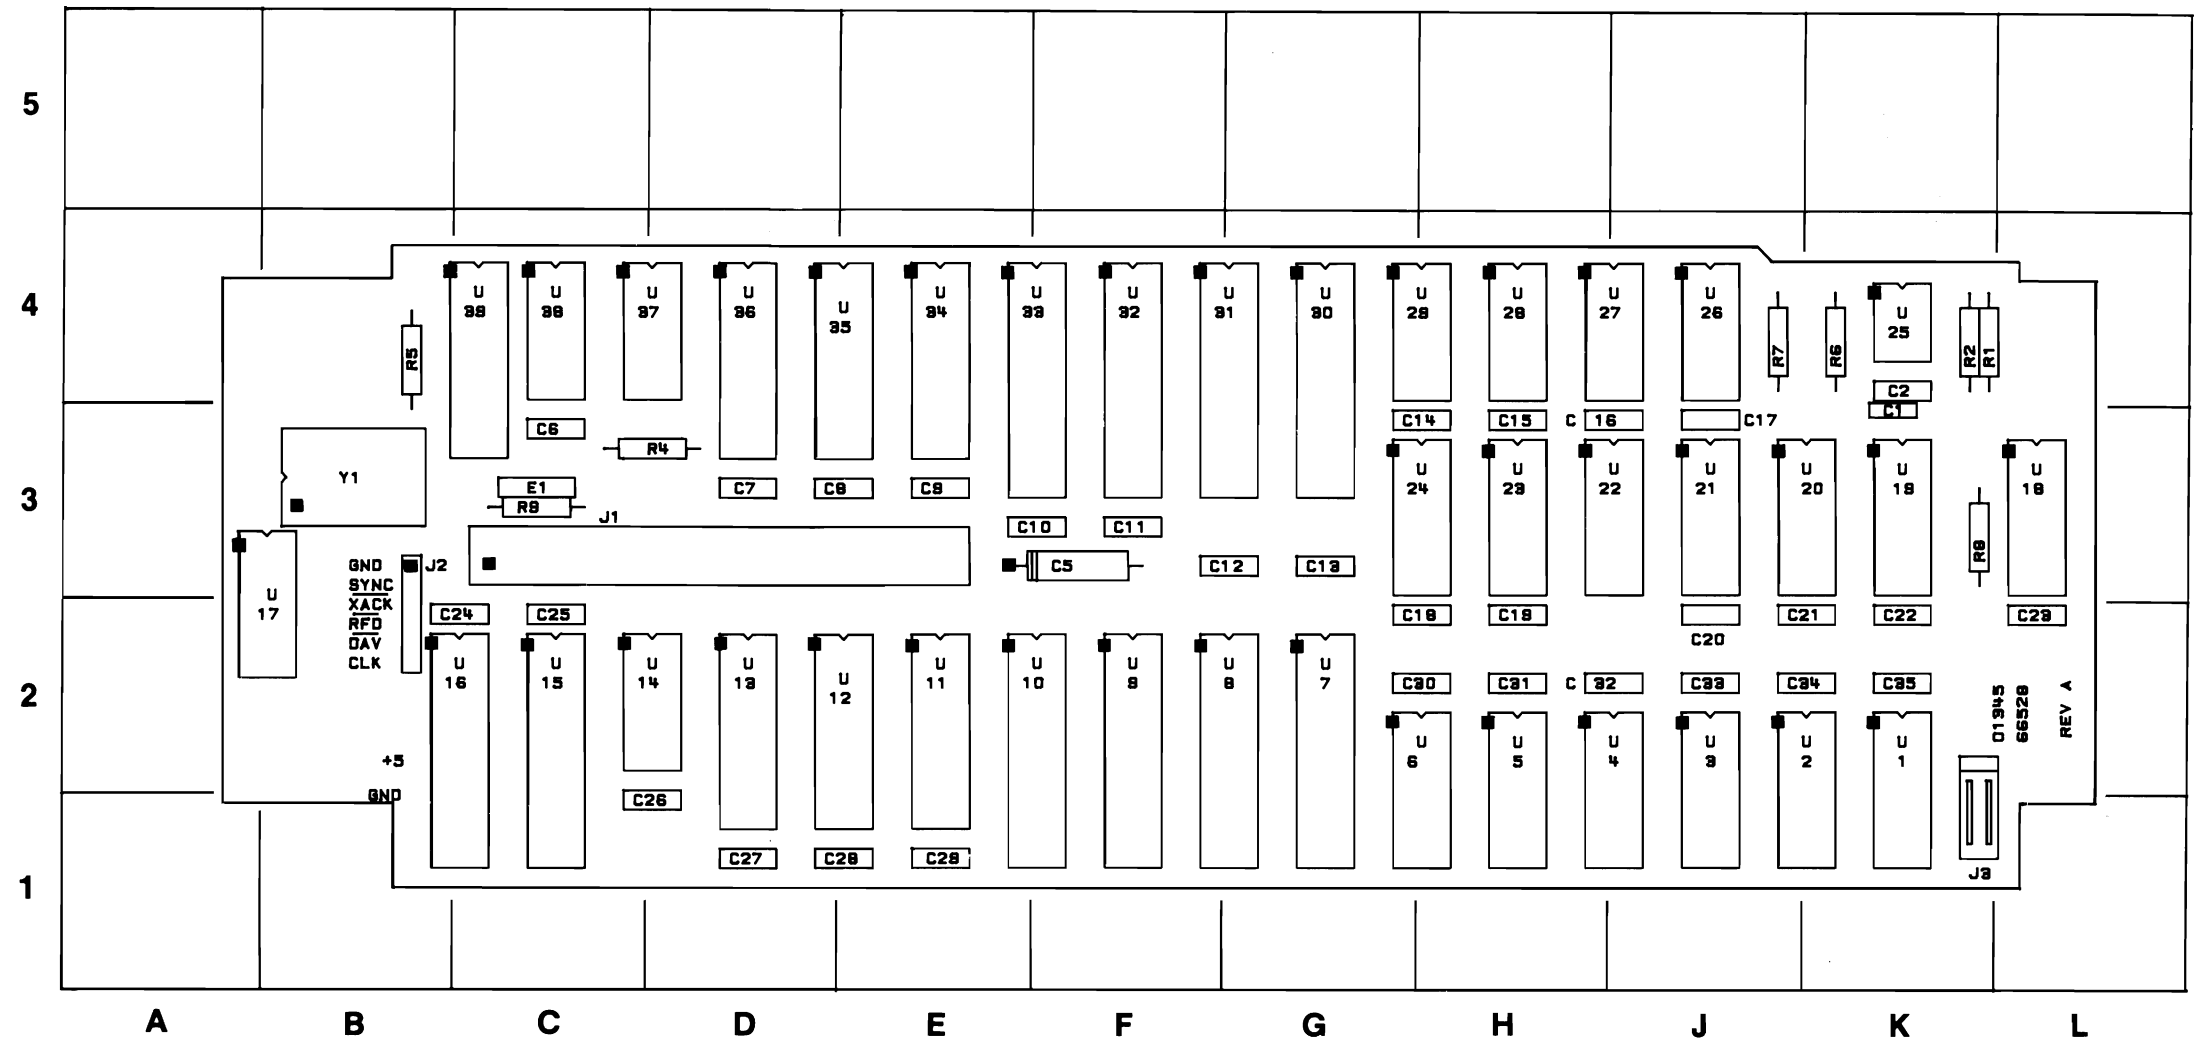 5
4
U 39
U 38
U 37
U 36
U 35
U 34
U 33
U 32
U 31
U 30
U 29
U 28
U 27
U 26
U 25
R5
R7
R6
R2
R1
C2
C1
C6
R4
C14
C15
C 16
C17
3
Y1
E1
R9
J1
C7
C8
C9
C10
C11
U 24
U 23
U 22
U 21
U 20
U 19
U 18
R8
U 17
GND
J2
SYNC
XACK
RFD
DAV
CLK
C5
C12
C13
C24
C25
C18
C19
C20
C21
C22
C23
2
U 16
U 15
U 14
U 13
U 12
U 11
U 10
U 9
U 8
U 7
C30
C31
C 32
C33
C34
C35
01945
66528
REV A
+5
GND
U 6
U 5
U 4
U 3
U 2
U 1
C26
C27
C28
C29
J3
1
A B C D E F G H J K L